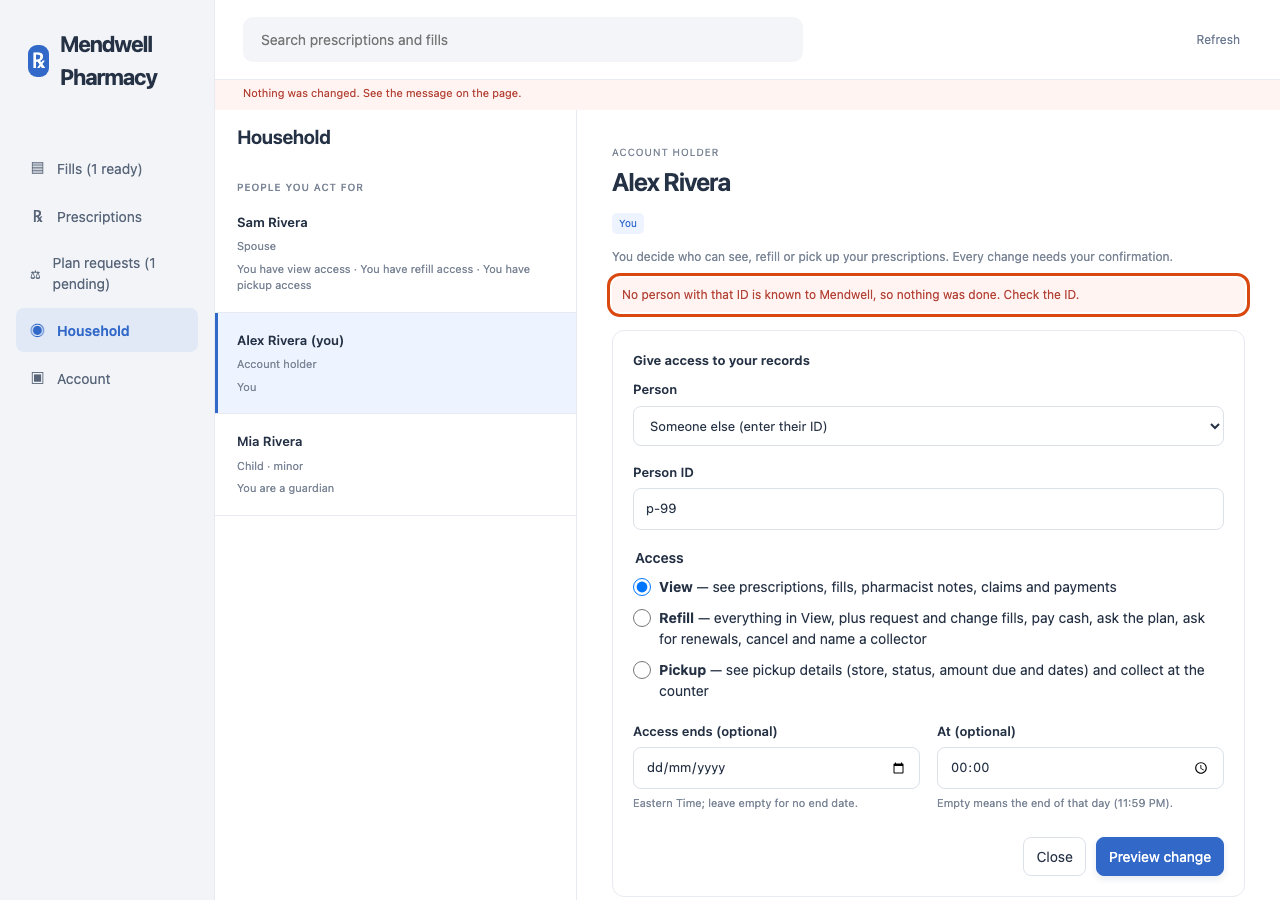 Mendwell
Pharmacy
Fills (1 ready)
Prescriptions
Plan requests (1
pending)
Household
Account
Search prescriptions and fills
Refresh
Nothing was changed. See the message on the page.
Household
PEOPLE YOU ACT FOR
Sam Rivera
Spouse
You have view access · You have refill access · You have
pickup access
Alex Rivera (you)
Account holder
You
Mia Rivera
Child · minor
You are a guardian
ACCOUNT HOLDER
Alex Rivera
You
You decide who can see, refill or pick up your prescriptions. Every change needs your confirmation.
No person with that ID is known to Mendwell, so nothing was done. Check the ID.
Give access to your records
Person
Someone else (enter their ID)
Person ID
p-99
Access
View — see prescriptions, fills, pharmacist notes, claims and payments
Refill — everything in View, plus request and change fills, pay cash, ask the plan, ask
for renewals, cancel and name a collector
Pickup — see pickup details (store, status, amount due and dates) and collect at the
counter
Access ends (optional)
At (optional)
dd/mm/yyyy
00:00
Eastern Time; leave empty for no end date.
Empty means the end of that day (11:59 PM).
Close
Preview change